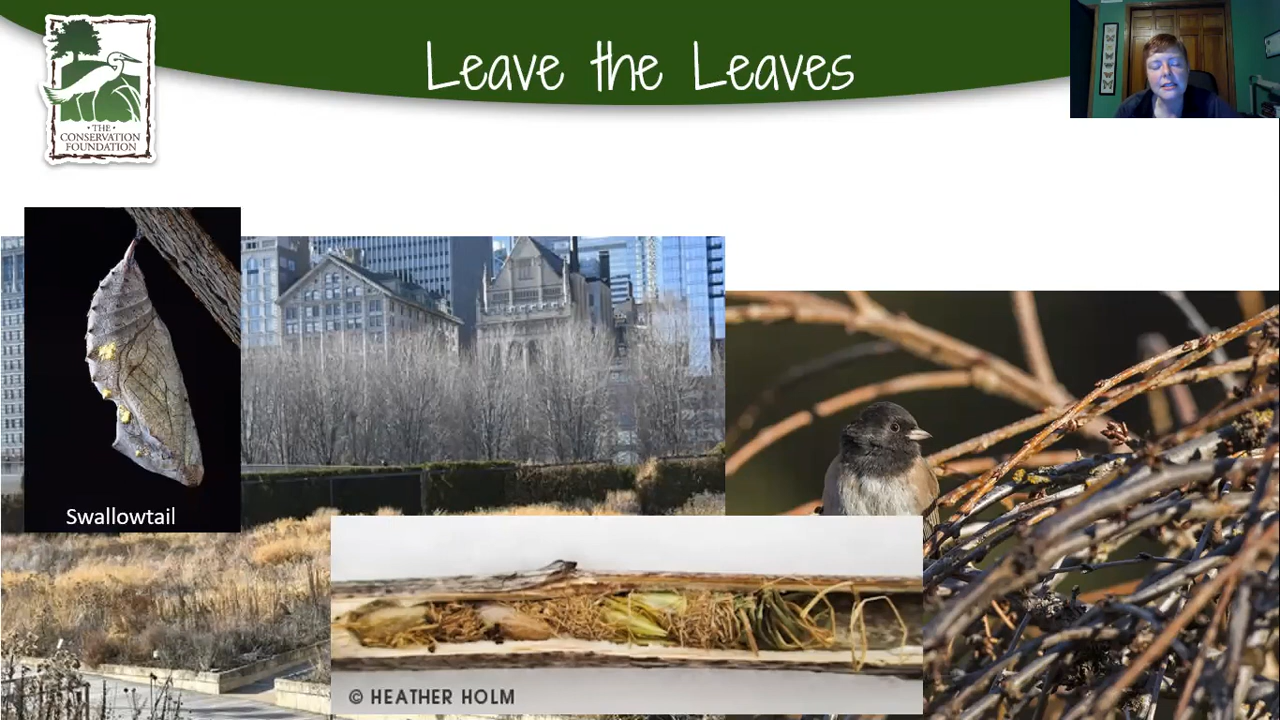 Leave the Leaves
• THE •
CONSERVATION
FOUNDATION
Swallowtail
© HEATHER HOLM